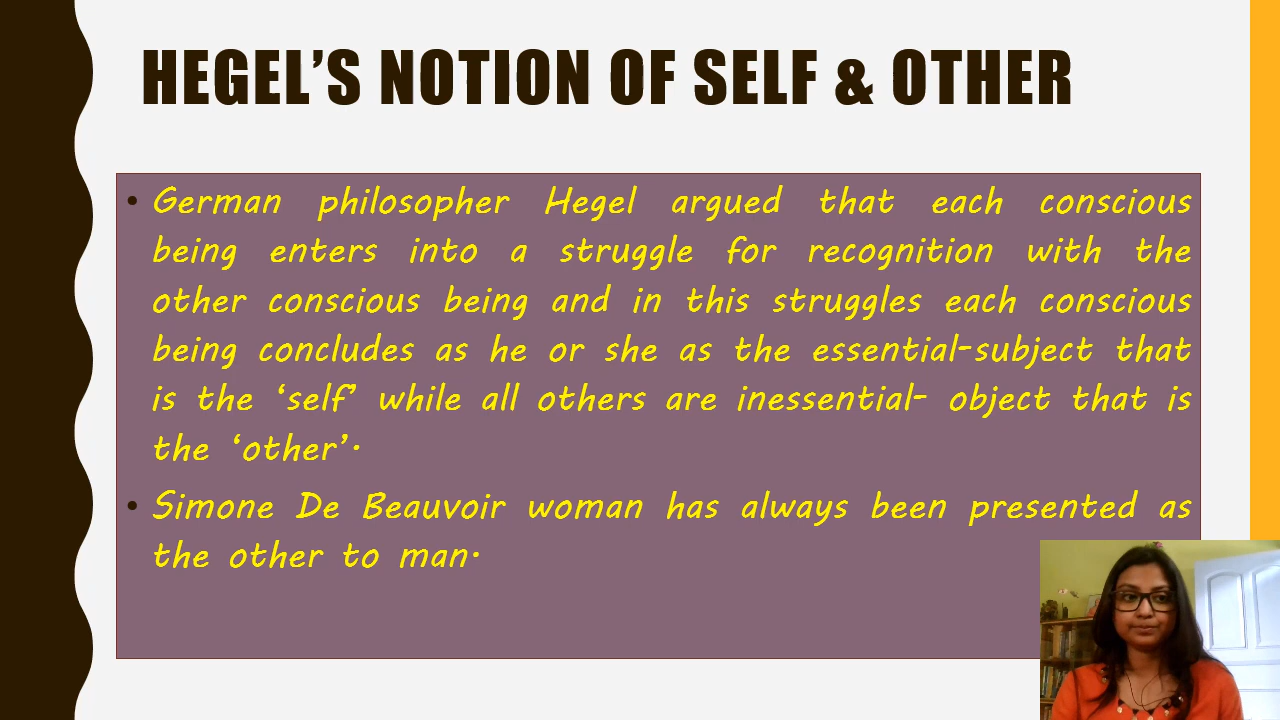 HEGEL’S NOTION OF SELF & OTHER
• German philosopher Hegel argued that each conscious
being enters into a struggle for recognition with the
other conscious being and in this struggles each conscious
being concludes as he or she as the essential-subject that
is the ‘self’ while all others are inessential- object that is
the ‘other’.
• Simone De Beauvoir woman has always been presented as
the other to man.